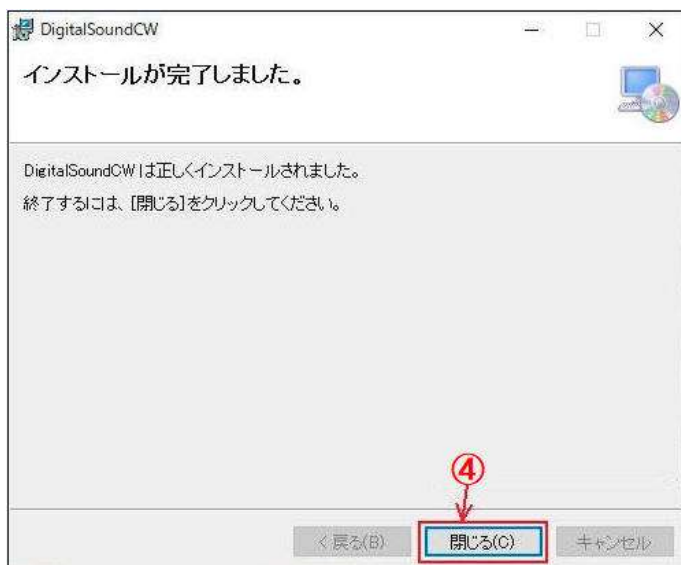 DigitalSoundCW
インストールが完了しました。
DigitalSoundCWは正しくインストールされました。
終了するには、[閉じる]をクリックしてください。
④
< 戻る(B)
閉じる(C)
キャンセル